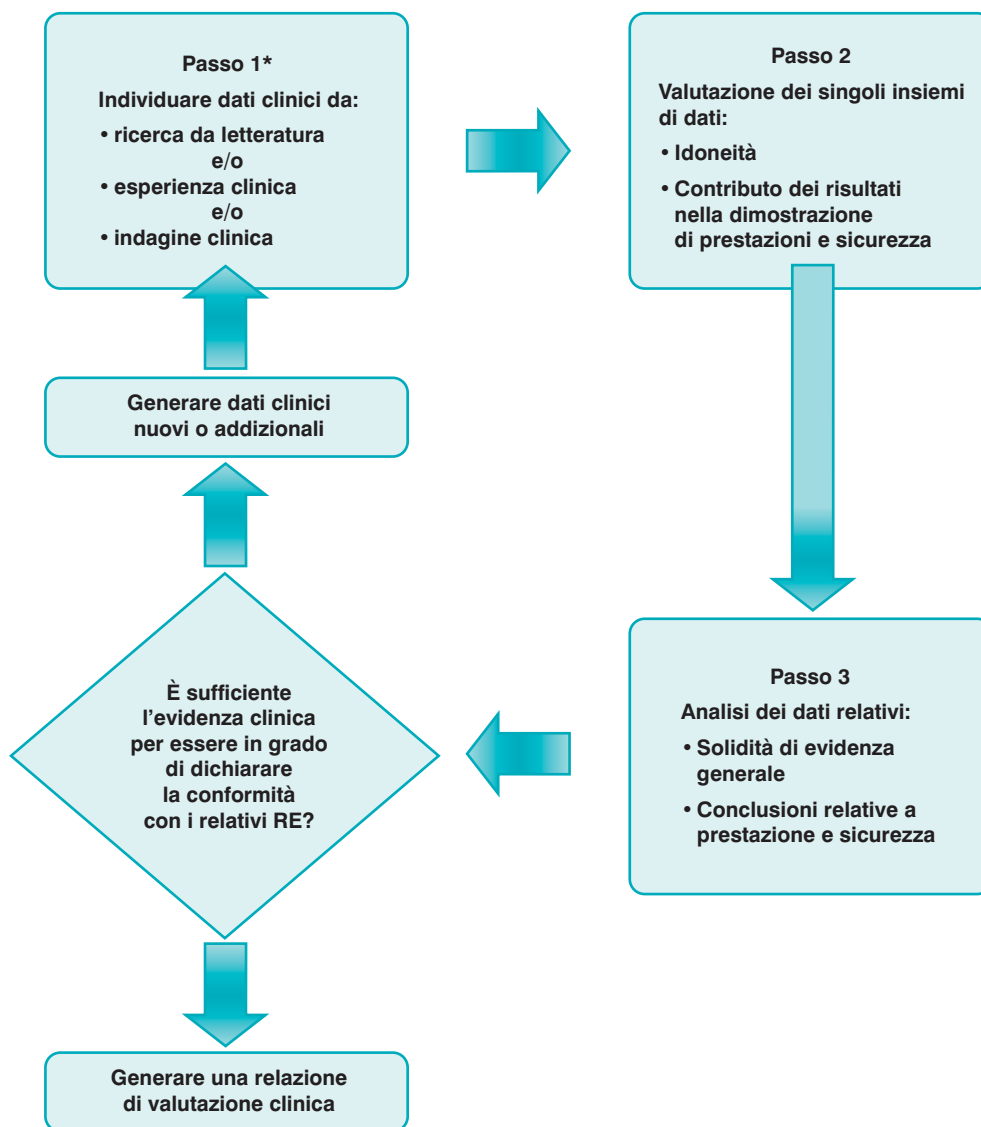 Passo 1*
Individuare dati clinici da:
• ricerca da letteratura
e/o
• esperienza clinica
e/o
• indagine clinica
Passo 2
Valutazione dei singoli insiemi
di dati:
• Idoneità
• Contributo dei risultati
nella dimostrazione
di prestazioni e sicurezza
Passo 3
Analisi dei dati relativi:
• Solidità di evidenza
generale
• Conclusioni relative a
prestazione e sicurezza
È sufficiente
l'evidenza clinica
per essere in grado
di dichiarare
la conformità
con i relativi RE?
Generare dati clinici
nuovi o addizionali
Generare una relazione
di valutazione clinica